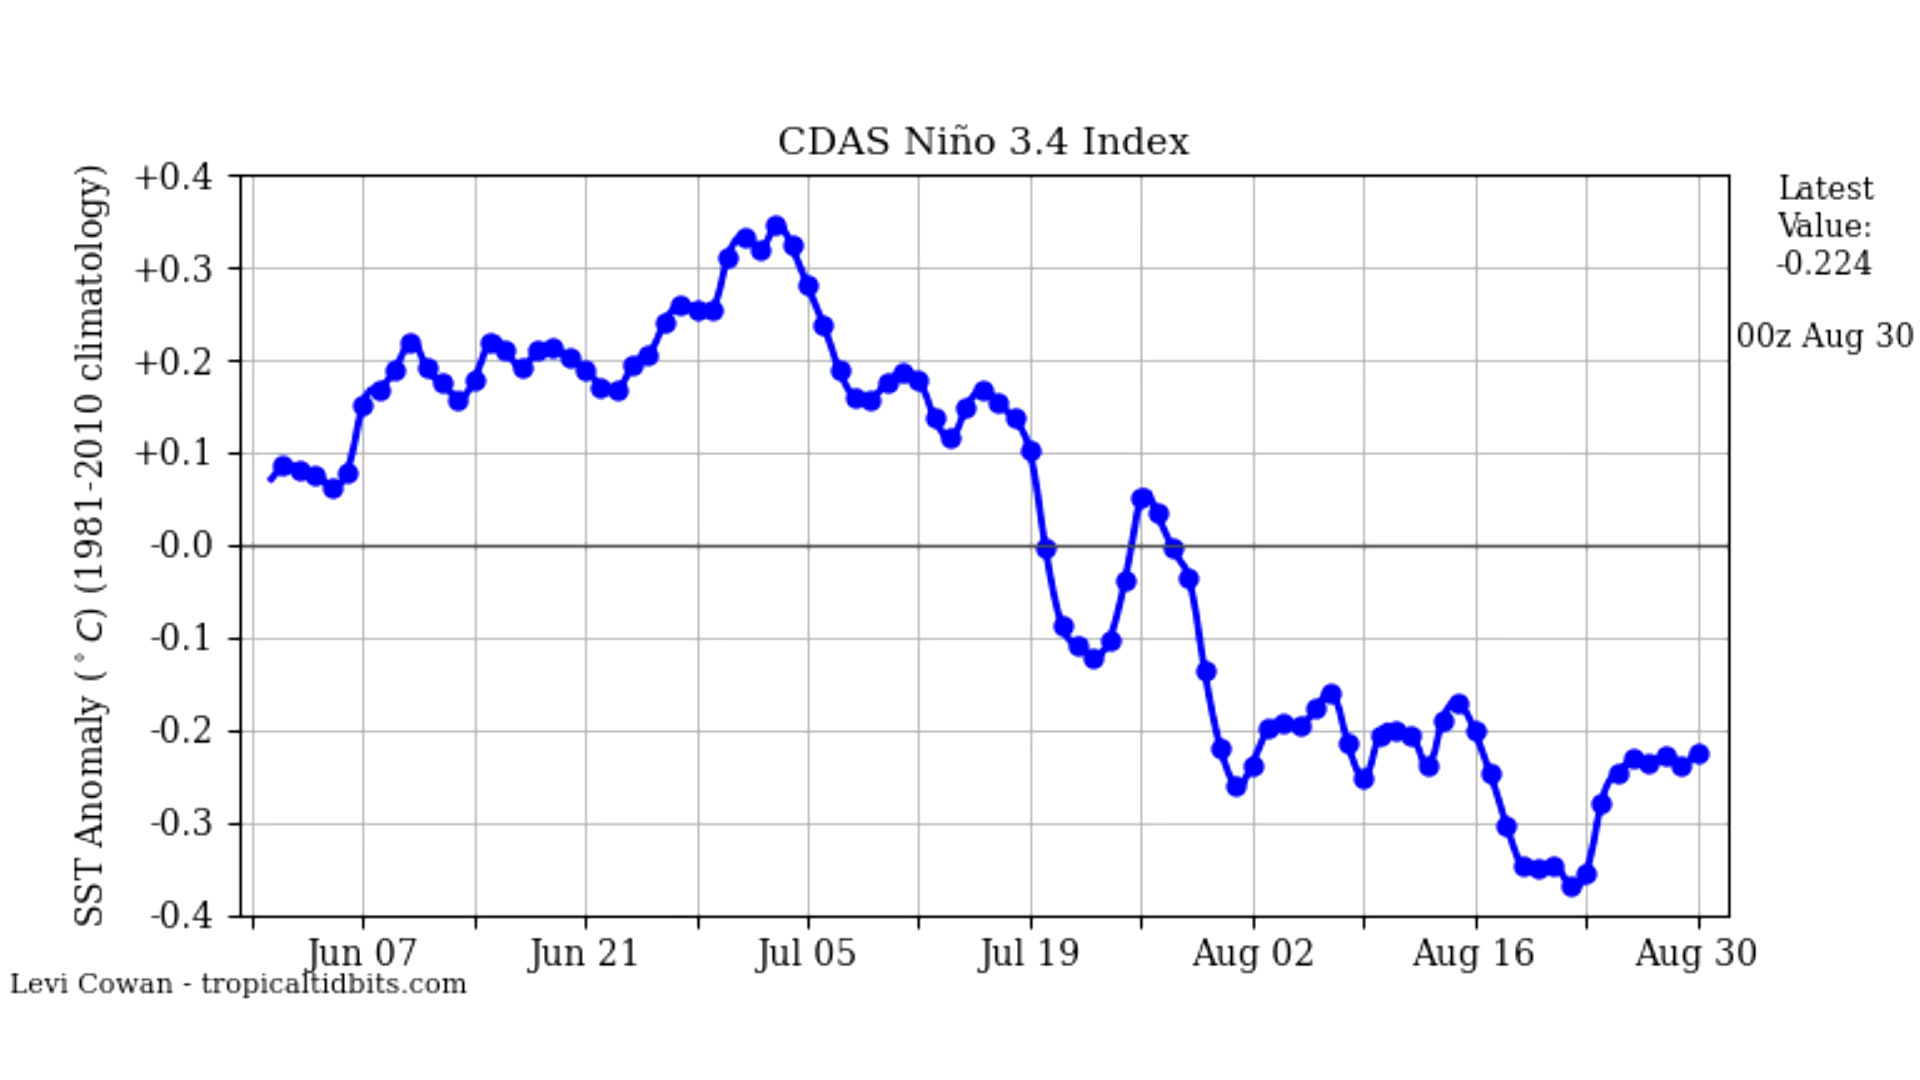 CDAS Niño 3.4 Index
SST Anomaly (°C) (1981-2010 climatology)
+0.4
+0.3
+0.2
+0.1
-0.0
-0.1
-0.2
-0.3
-0.4
Jun 07
Jun 21
Jul 05
Jul 19
Aug 02
Aug 16
Aug 30
Latest
Value:
-0.224
00z Aug 30
Levi Cowan - tropicaltidbits.com